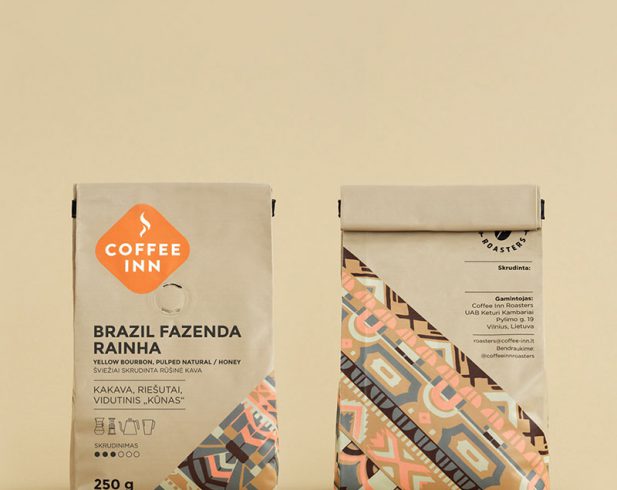 COFFEE
INN
BRAZIL FAZENDA
RAINHA
YELLOW BOURBON, PULPED NATURAL / HONEY
ŠVIEŽIAI SKRUDINTA RŪŠINĖ KAVA
KAKAVA, RIEŠUTAI,
VIDUTINIS „KŪNAS“
SKRUDINIMAS
250 g
ROASTERS
Skrudinta:
Gamintojas:
Coffee Inn Roasters
UAB Keturi Kambariai
Pylimo g. 19
Vilnius, Lietuva
roasters@coffee-inn.lt
Bendraukime:
@coffeeinnroasters